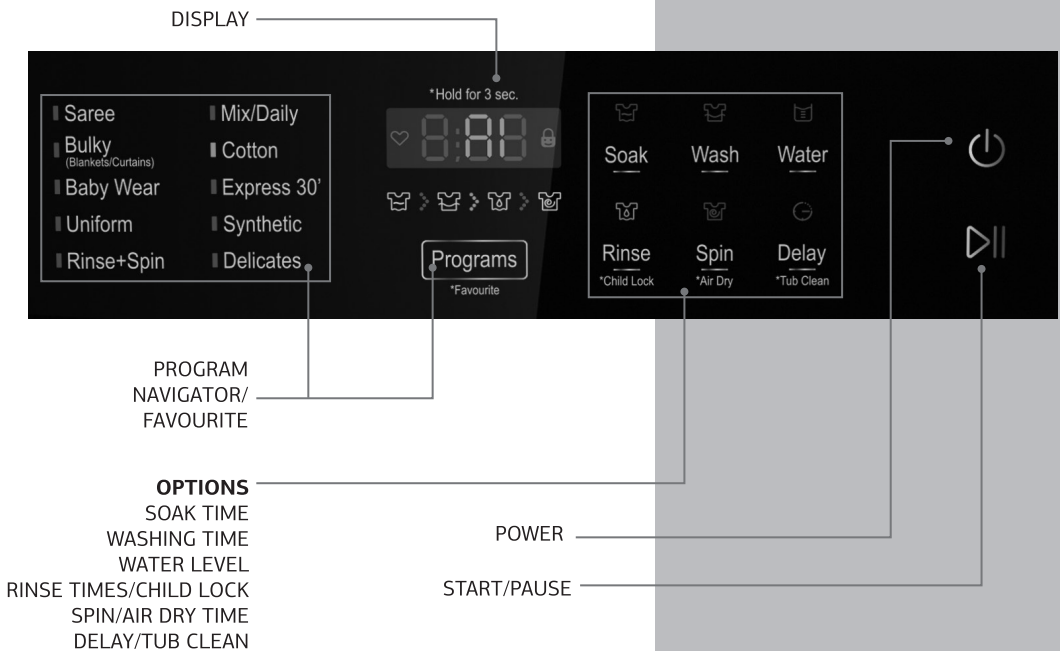 DISPLAY
*Hold for 3 sec.
Saree
Mix/Daily
Bulky
(Blankets/Curtains)
Cotton
Baby Wear
Express 30’
Uniform
Synthetic
Rinse+Spin
Delicates
8:AI8
Programs
*Favourite
Soak
Wash
Water
Rinse
Spin
Delay
*Child Lock
*Air Dry
*Tub Clean
PROGRAM
NAVIGATOR/
FAVOURITE
OPTIONS
SOAK TIME
WASHING TIME
WATER LEVEL
RINSE TIMES/CHILD LOCK
SPIN/AIR DRY TIME
DELAY/TUB CLEAN
POWER
START/PAUSE